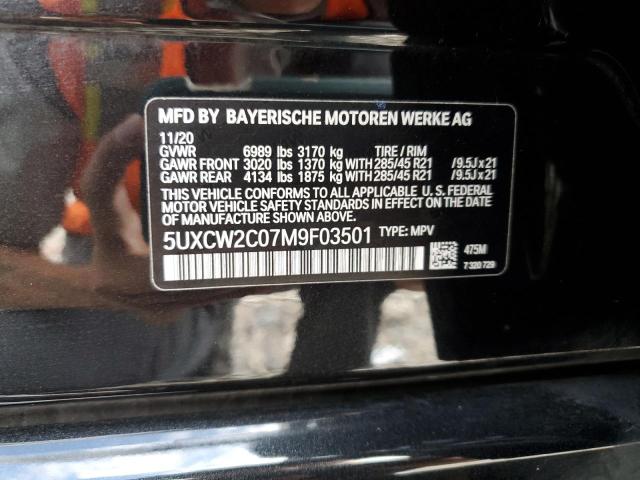 MFD BY BAYERISCHE MOTOREN WERKE AG
11/20
GVWR 6989 lbs 3170 kg TIRE / RIM
GAWR FRONT 3020 lbs 1370 kg WITH 285/45 R21 /9.5J x 21
GAWR REAR 4134 lbs 1875 kg WITH 285/45 R21 /9.5J x 21
THIS VEHICLE CONFORMS TO ALL APPLICABLE U. S. FEDERAL
MOTOR VEHICLE SAFETY STANDARDS IN EFFECT ON THE
DATE OF MANUFACTURE SHOWN ABOVE.
5UXCW2C07M9F03501 TYPE: MPV
475M
7 320 729